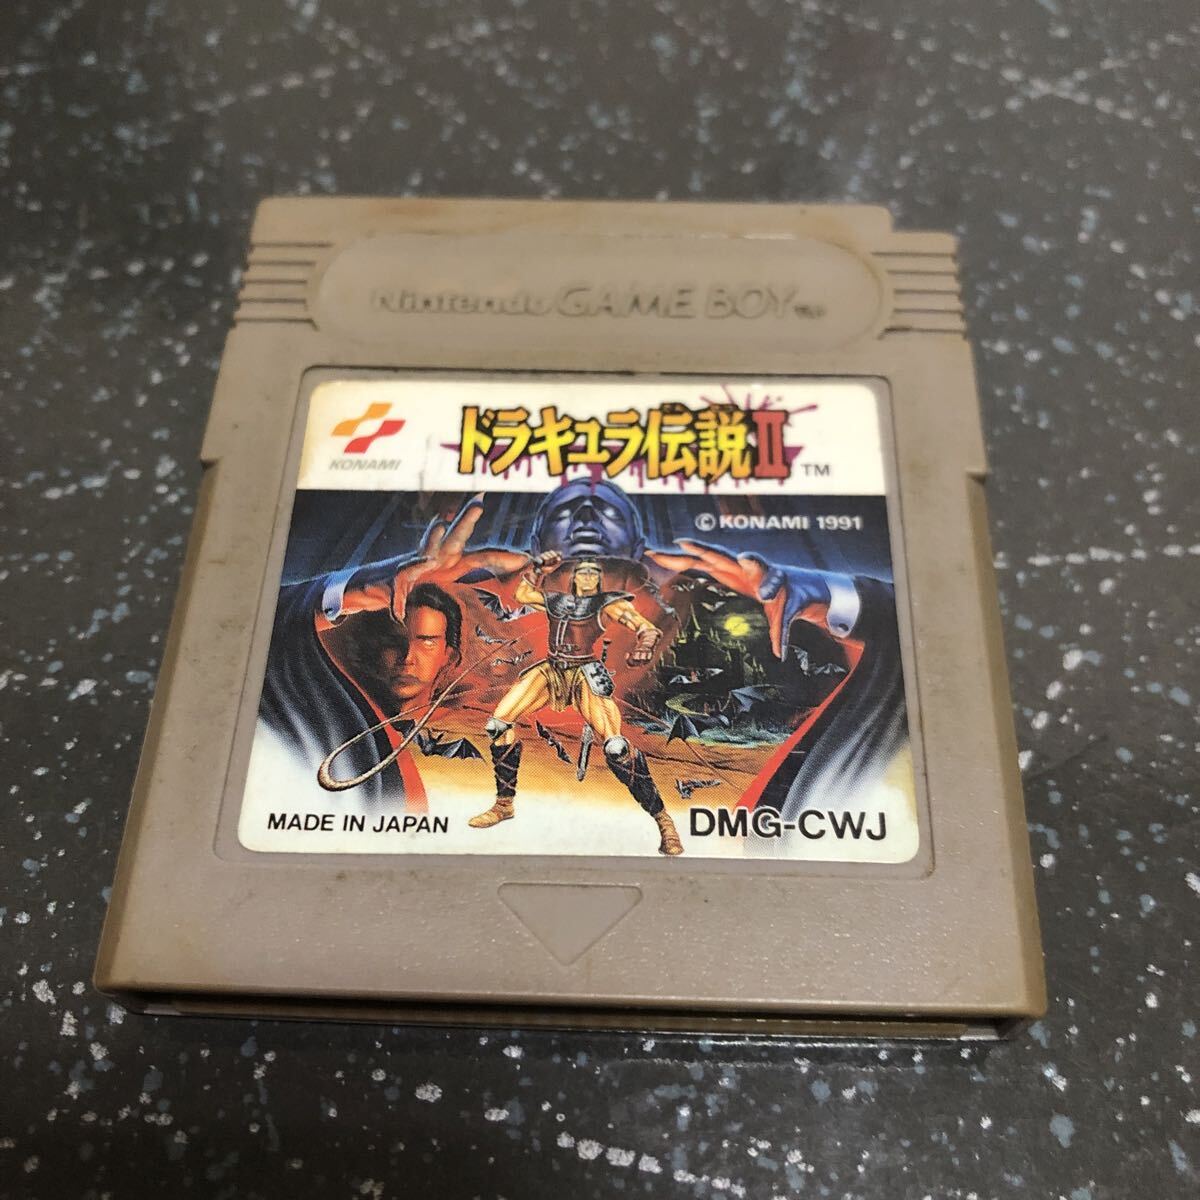 Nintendo GAME BOY TM
KONAMI
ドラキュラ伝説II TM
© KONAMI 1991
MADE IN JAPAN
DMG-CWJ